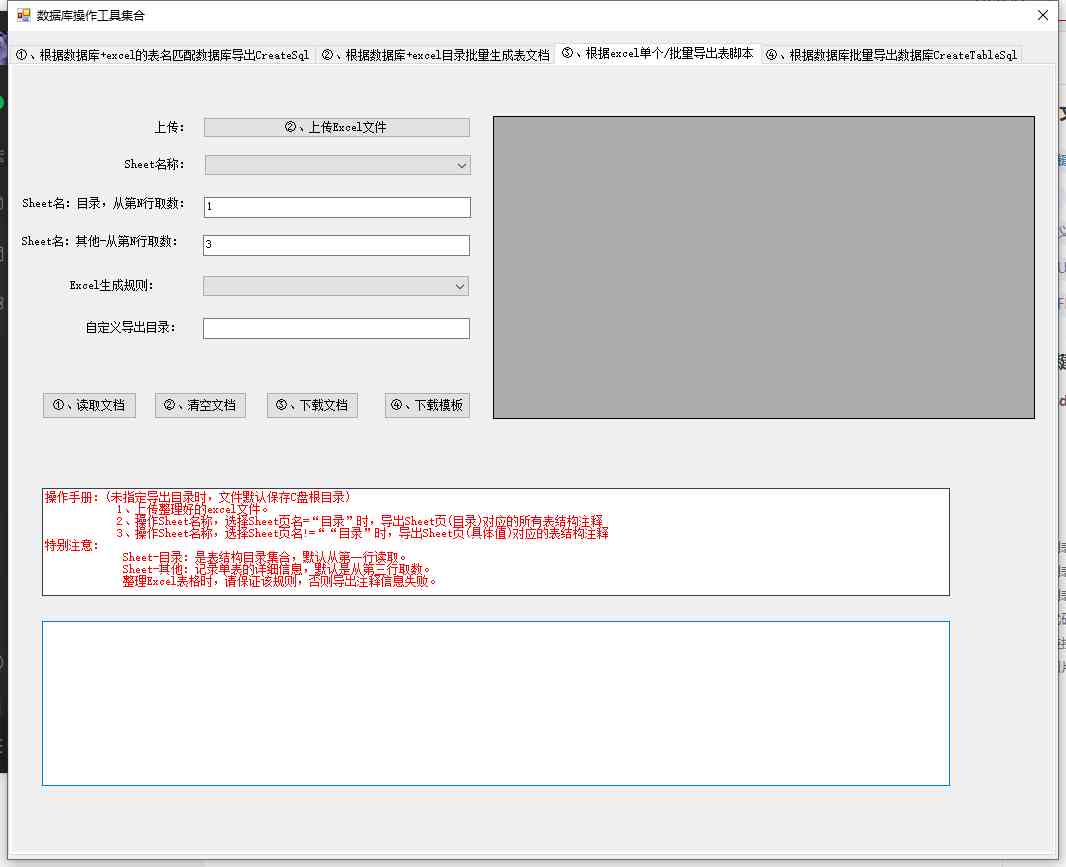 数据库操作工具集合
①、根据数据库+excel的表名匹配数据库导出CreateSql ②、根据数据库+excel目录批量生成表文档 ③、根据excel单个/批量导出表脚本 ④、根据数据库批量导出数据库CreateTableSql
上传: ②、上传Excel文件
Sheet名称:
Sheet名: 目录, 从第N行取数: 1
Sheet名: 其他-从第N行取数: 3
Excel生成规则:
自定义导出目录:
①、读取文档 ②、清空文档 ③、下载文档 ④、下载模板
操作手册: (未指定导出目录时, 文件默认保存C盘根目录)
1、上传整理好的excel文件。
2、操作Sheet名称, 选择Sheet页名=“目录”时, 导出Sheet页(目录)对应的所有表结构注释
3、操作Sheet名称, 选择Sheet页名!=““目录”时, 导出Sheet页(具体值)对应的表结构注释
特别注意:
Sheet-目录: 是表结构目录集合, 默认从第一行读取。
Sheet-其他: 记录单表的详细信息, 默认是从第三行取数。
整理Excel表格时, 请保证该规则, 否则导出注释信息失败。